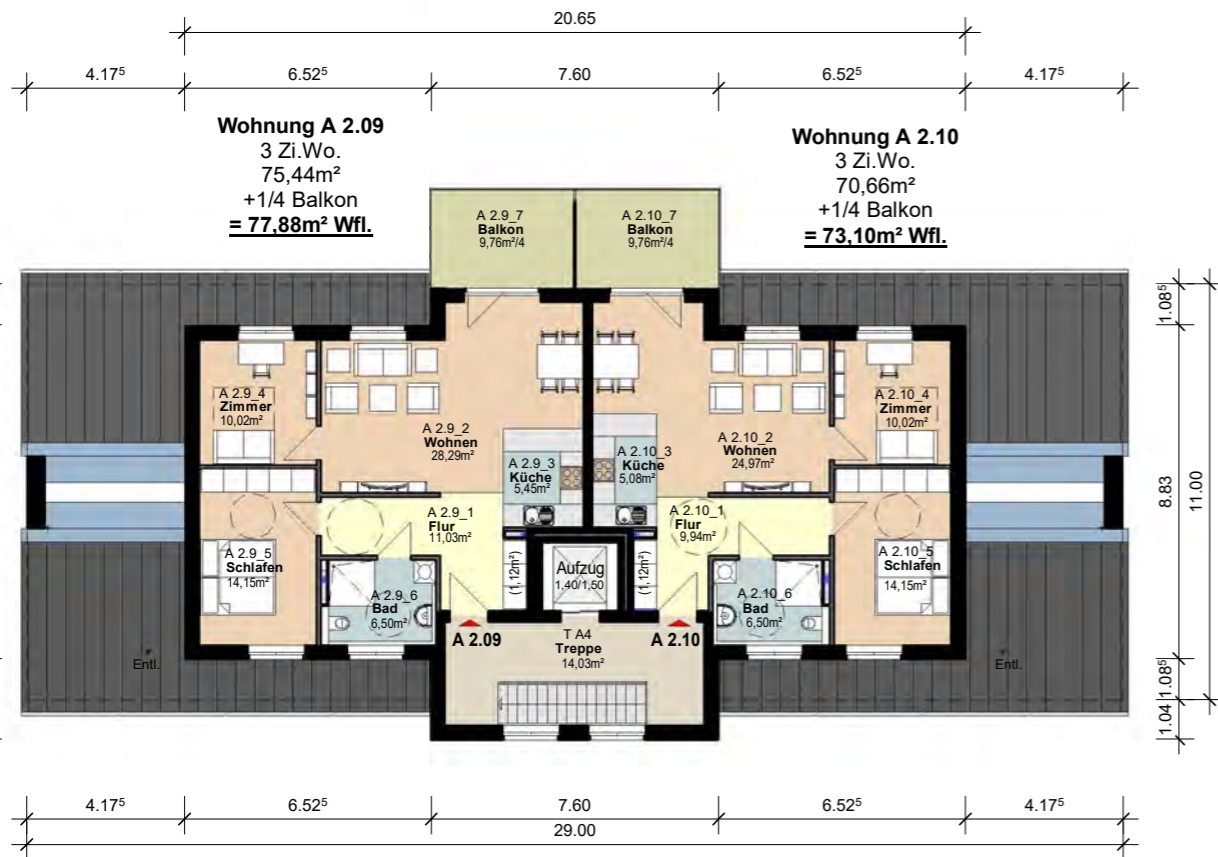 20.65
4.17⁵ 6.52⁵ 7.60 6.52⁵ 4.17⁵
Wohnung A 2.09
3 Zi.Wo.
75,44m²
+1/4 Balkon
= 77,88m² Wfl.
Wohnung A 2.10
3 Zi.Wo.
70,66m²
+1/4 Balkon
= 73,10m² Wfl.
A 2.9_7
Balkon
9,76m²/4
A 2.10_7
Balkon
9,76m²/4
A 2.9_4
Zimmer
10,02m²
A 2.9_2
Wohnen
28,29m²
A 2.9_3
Küche
5,45m²
A 2.10_3
Küche
5,08m²
A 2.10_2
Wohnen
24,97m²
A 2.10_4
Zimmer
10,02m²
A 2.9_5
Schlafen
14,15m²
A 2.9_1
Flur
11,03m²
(1,12m²)
Aufzug
1,40/1,50
(1,12m²)
A 2.10_1
Flur
9,94m²
A 2.10_5
Schlafen
14,15m²
A 2.9_6
Bad
6,50m²
A 2.10_6
Bad
6,50m²
A 2.09
T A4
Treppe
14,03m²
A 2.10
Entl.
Entl.
1.08⁵
8.83
11.00
1.08⁵
1.04
4.17⁵ 6.52⁵ 7.60 6.52⁵ 4.17⁵
29.00